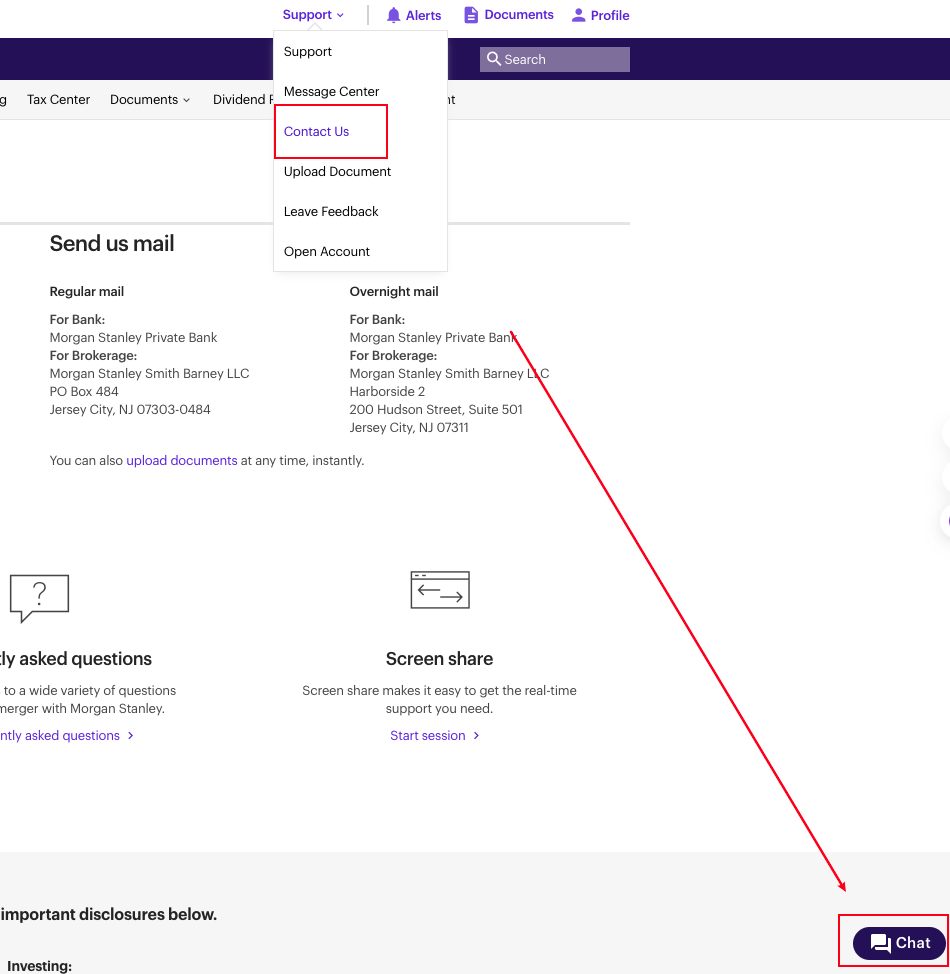 Support
Alerts
Documents
Profile
Support
Search
Message Center
g Tax Center Documents Dividend nt
Contact Us
Upload Document
Leave Feedback
Open Account
Send us mail
Regular mail
For Bank:
Morgan Stanley Private Bank
For Brokerage:
Morgan Stanley Smith Barney LLC
PO Box 484
Jersey City, NJ 07303-0484
Overnight mail
For Bank:
Morgan Stanley Private Bank
For Brokerage:
Morgan Stanley Smith Barney LLC
Harborside 2
200 Hudson Street, Suite 501
Jersey City, NJ 07311
You can also upload documents at any time, instantly.
?
tly asked questions
to a wide variety of questions
merger with Morgan Stanley.
ntly asked questions
Screen share
Screen share makes it easy to get the real-time
support you need.
Start session
important disclosures below.
Chat
Investing: